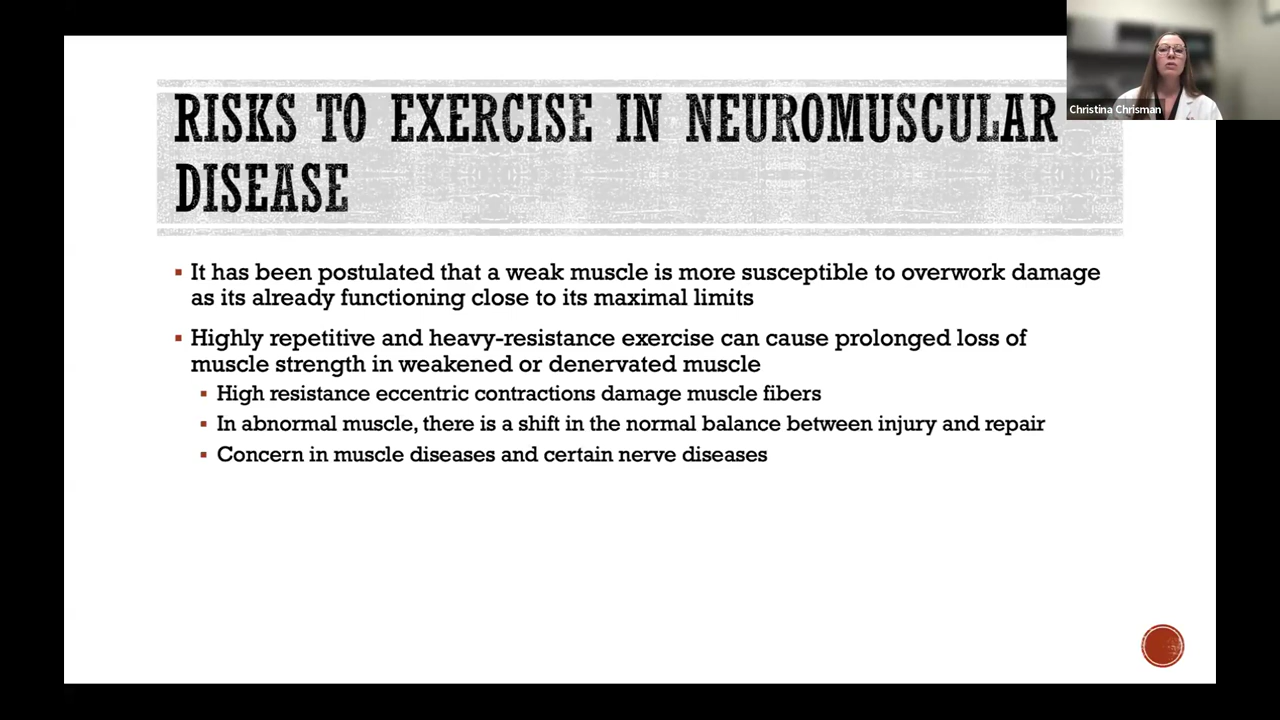 RISKS TO EXERCISE IN NEUROMUSCULAR
DISEASE
Christina Chrisman
▪ It has been postulated that a weak muscle is more susceptible to overwork damage
as its already functioning close to its maximal limits
▪ Highly repetitive and heavy-resistance exercise can cause prolonged loss of
muscle strength in weakened or denervated muscle
▪ High resistance eccentric contractions damage muscle fibers
▪ In abnormal muscle, there is a shift in the normal balance between injury and repair
▪ Concern in muscle diseases and certain nerve diseases